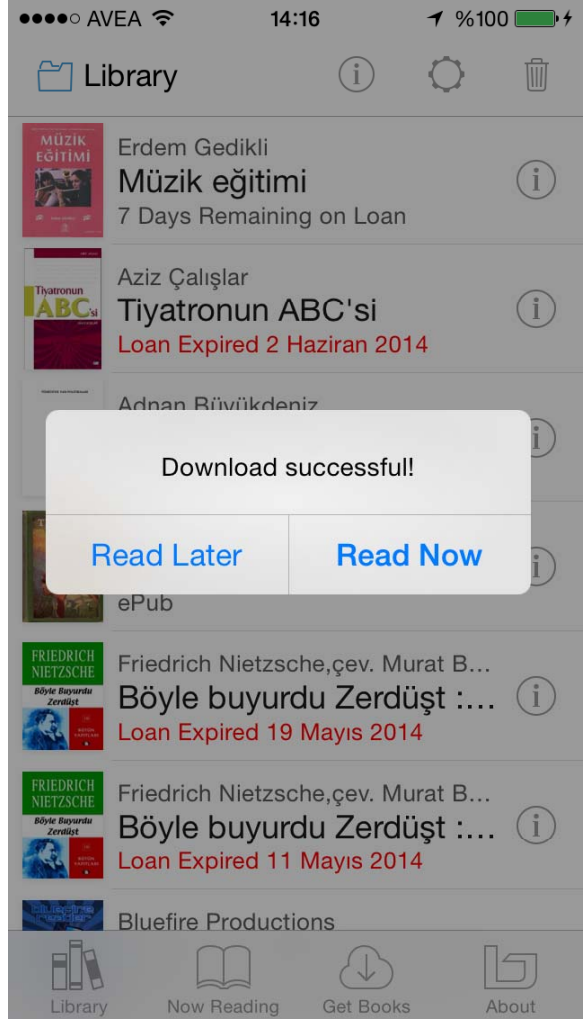 AVEA 14:16 %100
Library
MÜZİK
EĞİTİMİ
Erdem Gedikli
Müzik eğitimi
7 Days Remaining on Loan
Tiyatronun
ABC'si
Aziz Çalışlar
Tiyatronun ABC'si
Loan Expired 2 Haziran 2014
Adnan Büyükdeniz
Download successful!
Read Later Read Now
ePub
FRIEDRICH
NIETZSCHE
Böyle Buyurdu
Zerdüşt
Friedrich Nietzsche,çev. Murat B...
Böyle buyurdu Zerdüşt :...
Loan Expired 19 Mayıs 2014
FRIEDRICH
NIETZSCHE
Böyle Buyurdu
Zerdüşt
Friedrich Nietzsche,çev. Murat B...
Böyle buyurdu Zerdüşt :...
Loan Expired 11 Mayıs 2014
Bluefire Productions
Library Now Reading Get Books About